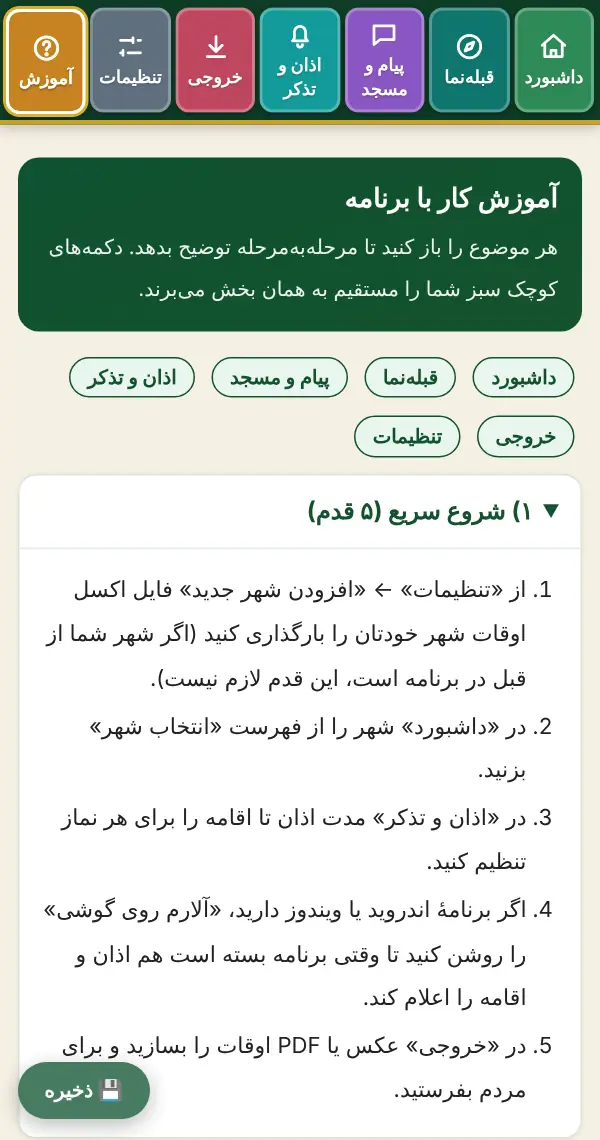 داشبورد
قبله‌نما
پیام و
مسجد
اذان و
تذکر
خروجی
تنظیمات
آموزش
آموزش کار با برنامه
هر موضوع را باز کنید تا مرحله‌به‌مرحله توضیح بدهد. دکمه‌های
کوچک سبز شما را مستقیم به همان بخش می‌برند.
داشبورد
قبله‌نما
پیام و مسجد
اذان و تذکر
خروجی
تنظیمات
▼ ۱) شروع سریع (۵ قدم)
1. از «تنظیمات» ← «افزودن شهر جدید» فایل اکسل
اوقات شهر خودتان را بارگذاری کنید (اگر شهر شما از
قبل در برنامه است، این قدم لازم نیست).
2. در «داشبورد» شهر را از فهرست «انتخاب شهر»
بزنید.
3. در «اذان و تذکر» مدت اذان تا اقامه را برای هر نماز
تنظیم کنید.
4. اگر برنامهٔ اندروید یا ویندوز دارید، «آلارم روی گوشی»
را روشن کنید تا وقتی برنامه بسته است هم اذان و
اقامه را اعلام کند.
5. در «خروجی» عکس یا PDF اوقات را بسازید و برای
مردم بفرستید.
💾 ذخیره